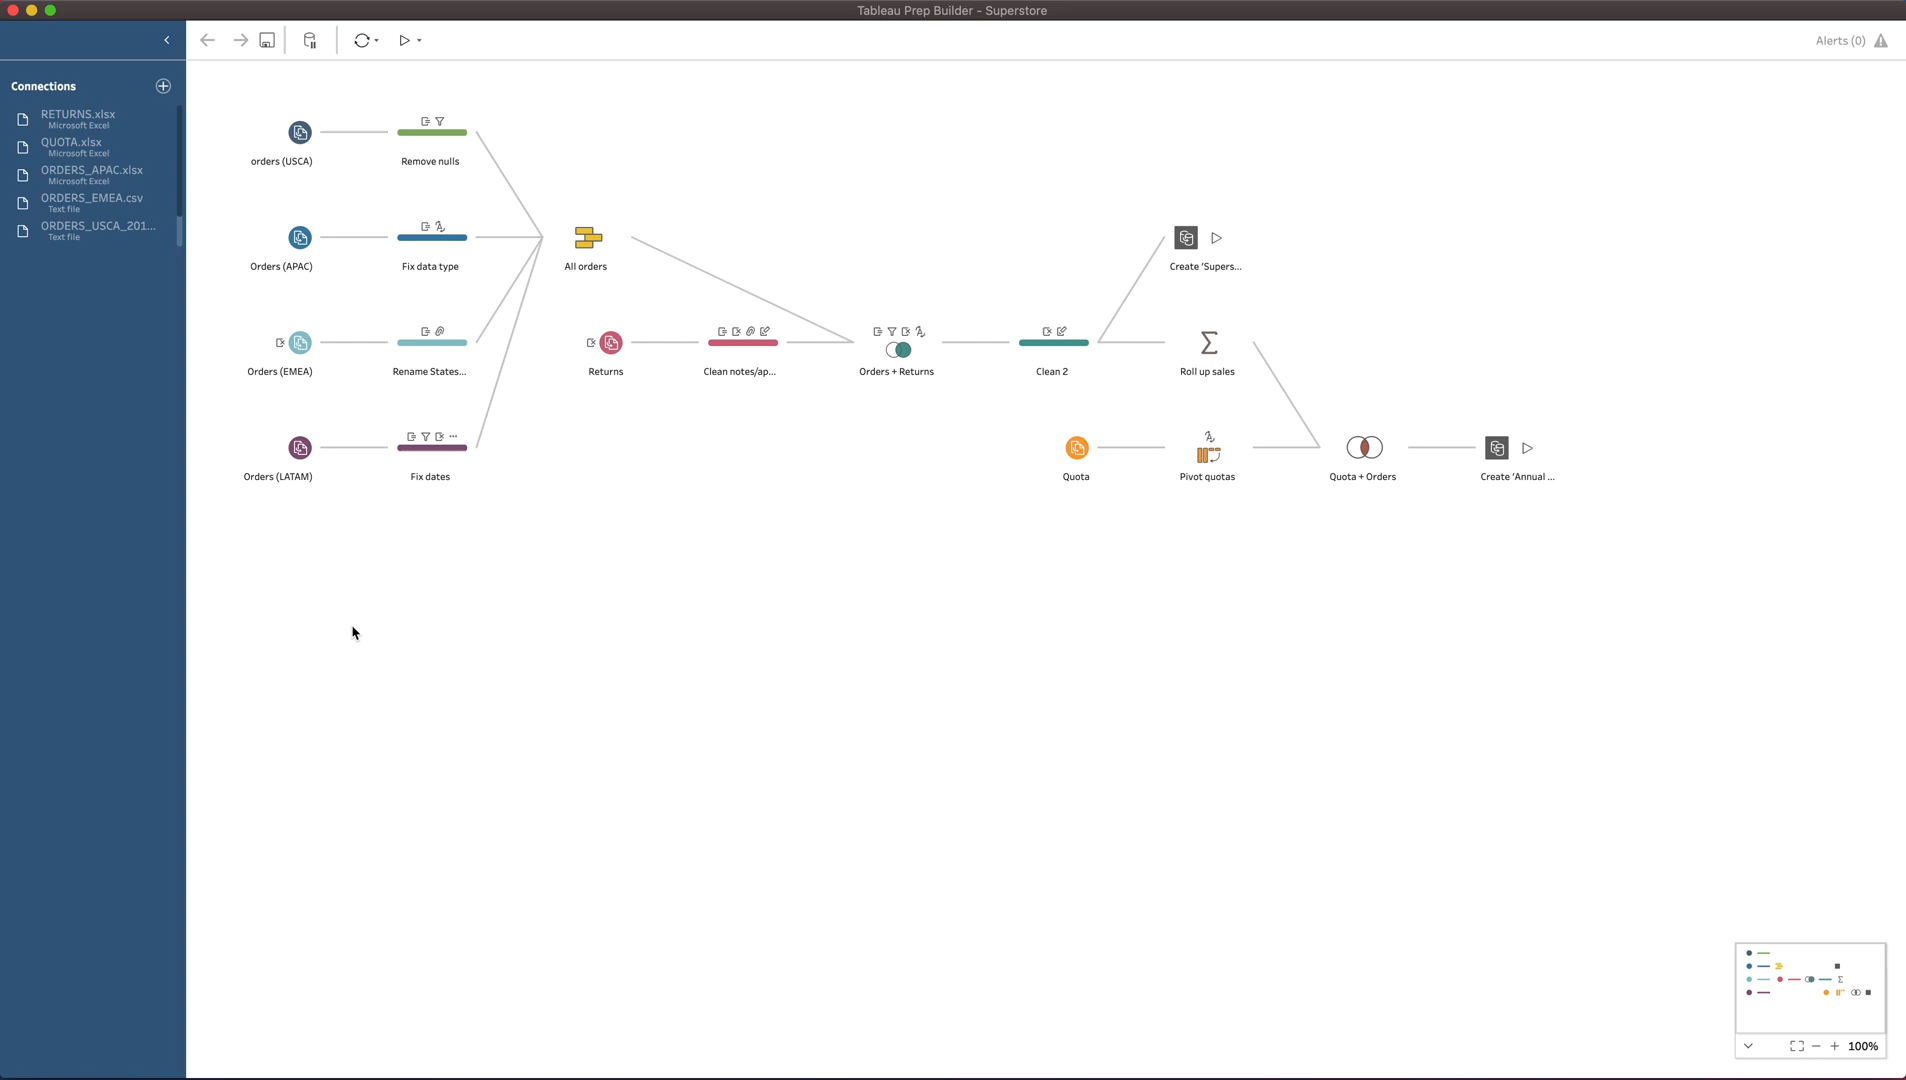 Tableau Prep Builder - Superstore
Alerts (0)
Connections
RETURNS.xlsx
Microsoft Excel
QUOTA.xlsx
Microsoft Excel
ORDERS_APAC.xlsx
Microsoft Excel
ORDERS_EMEA.csv
Text file
ORDERS_USCA_201...
Text file
orders (USCA)
Remove nulls
Orders (APAC)
Fix data type
All orders
Create 'Supers...
Orders (EMEA)
Rename States...
Returns
Clean notes/ap...
Orders + Returns
Clean 2
Roll up sales
Orders (LATAM)
Fix dates
Quota
Pivot quotas
Quota + Orders
Create 'Annual ...
100%